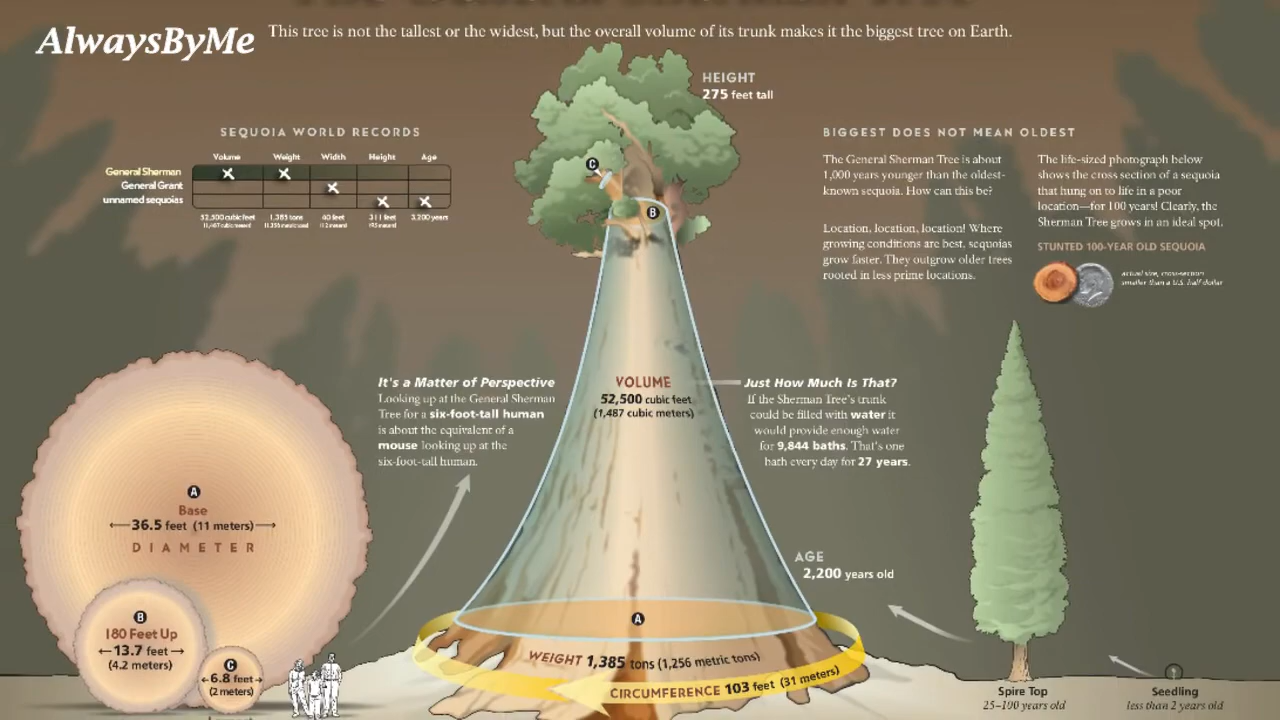 AlwaysByMe
This tree is not the tallest or the widest, but the overall volume of its trunk makes it the biggest tree on Earth.
HEIGHT
275 feet tall
SEQUOIA WORLD RECORDS
Volume Weight Width Height Age
General Sherman
General Grant
unnamed sequoias
52,500 cubic feet 1,385 tons 40 feet 311 feet 3,200 years
BIGGEST DOES NOT MEAN OLDEST
The General Sherman Tree is about
1,000 years younger than the oldest-
known sequoia. How can this be?
Location, location, location! Where
growing conditions are best, sequoias
grow faster. They outgrow older trees
rooted in less prime locations.
The life-sized photograph below
shows the cross section of a sequoia
that hung on to life in a poor
location—for 100 years! Clearly, the
Sherman Tree grows in an ideal spot.
STUNTED 100-YEAR OLD SEQUOIA
actual size, cross-section
smaller than a U.S. half dollar
C
B
It's a Matter of Perspective
Looking up at the General Sherman
Tree for a six-foot-tall human
is about the equivalent of a
mouse looking up at the
six-foot-tall human.
VOLUME
52,500 cubic feet
(1,487 cubic meters)
Just How Much Is That?
If the Sherman Tree's trunk
could be filled with water it
would provide enough water
for 9,844 baths. That's one
bath every day for 27 years.
A
Base
36.5 feet (11 meters)
DIAMETER
B
180 Feet Up
13.7 feet
(4.2 meters)
C
6.8 feet
(2 meters)
AGE
2,200 years old
A
WEIGHT 1,385 tons (1,256 metric tons)
CIRCUMFERENCE 103 feet (31 meters)
Spire Top
25–100 years old
Seedling
less than 2 years old